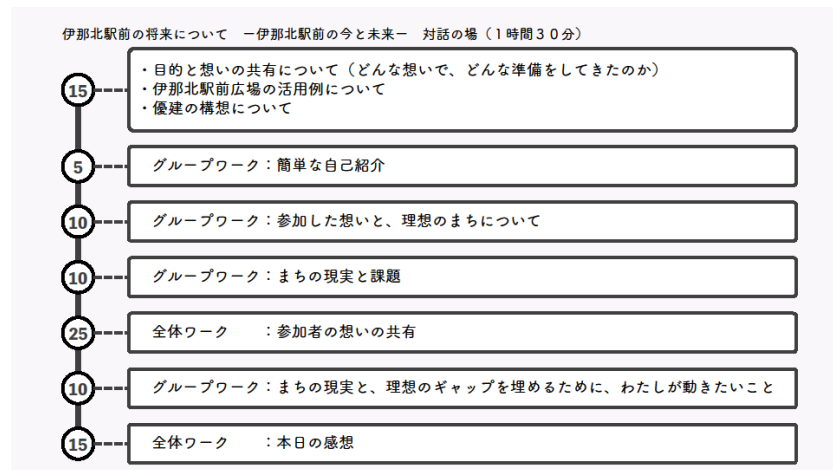 伊那北駅前の将来について　ー伊那北駅前の今と未来ー　対話の場（１時間３０分）
15
・目的と想いの共有について（どんな想いで、どんな準備をしてきたのか）
・伊那北駅前広場の活用例について
・優建の構想について
5
グループワーク：簡単な自己紹介
10
グループワーク：参加した想いと、理想のまちについて
10
グループワーク：まちの現実と課題
25
全体ワーク　　：参加者の想いの共有
10
グループワーク：まちの現実と、理想のギャップを埋めるために、わたしが動きたいこと
15
全体ワーク　　：本日の感想